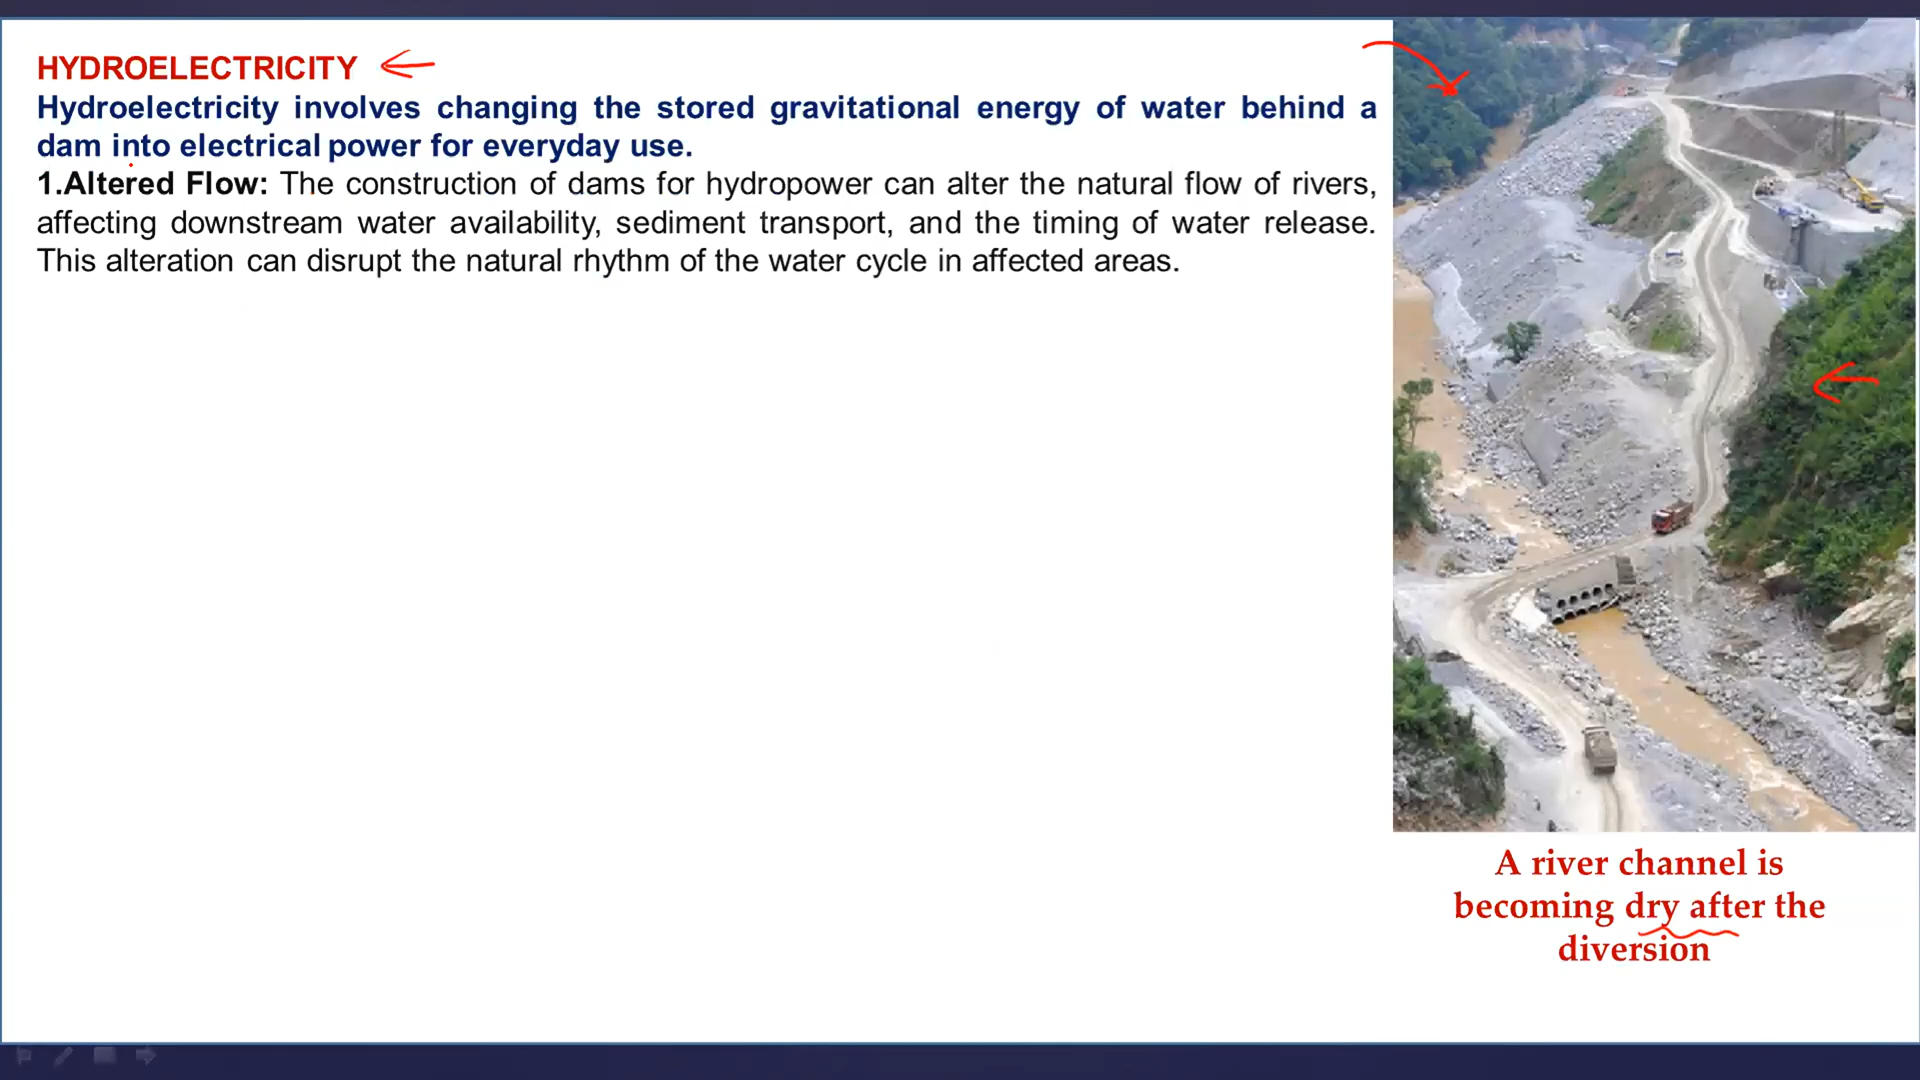 HYDROELECTRICITY
Hydroelectricity involves changing the stored gravitational energy of water behind a
dam into electrical power for everyday use.
1.Altered Flow: The construction of dams for hydropower can alter the natural flow of rivers,
affecting downstream water availability, sediment transport, and the timing of water release.
This alteration can disrupt the natural rhythm of the water cycle in affected areas.
A river channel is
becoming dry after the
diversion